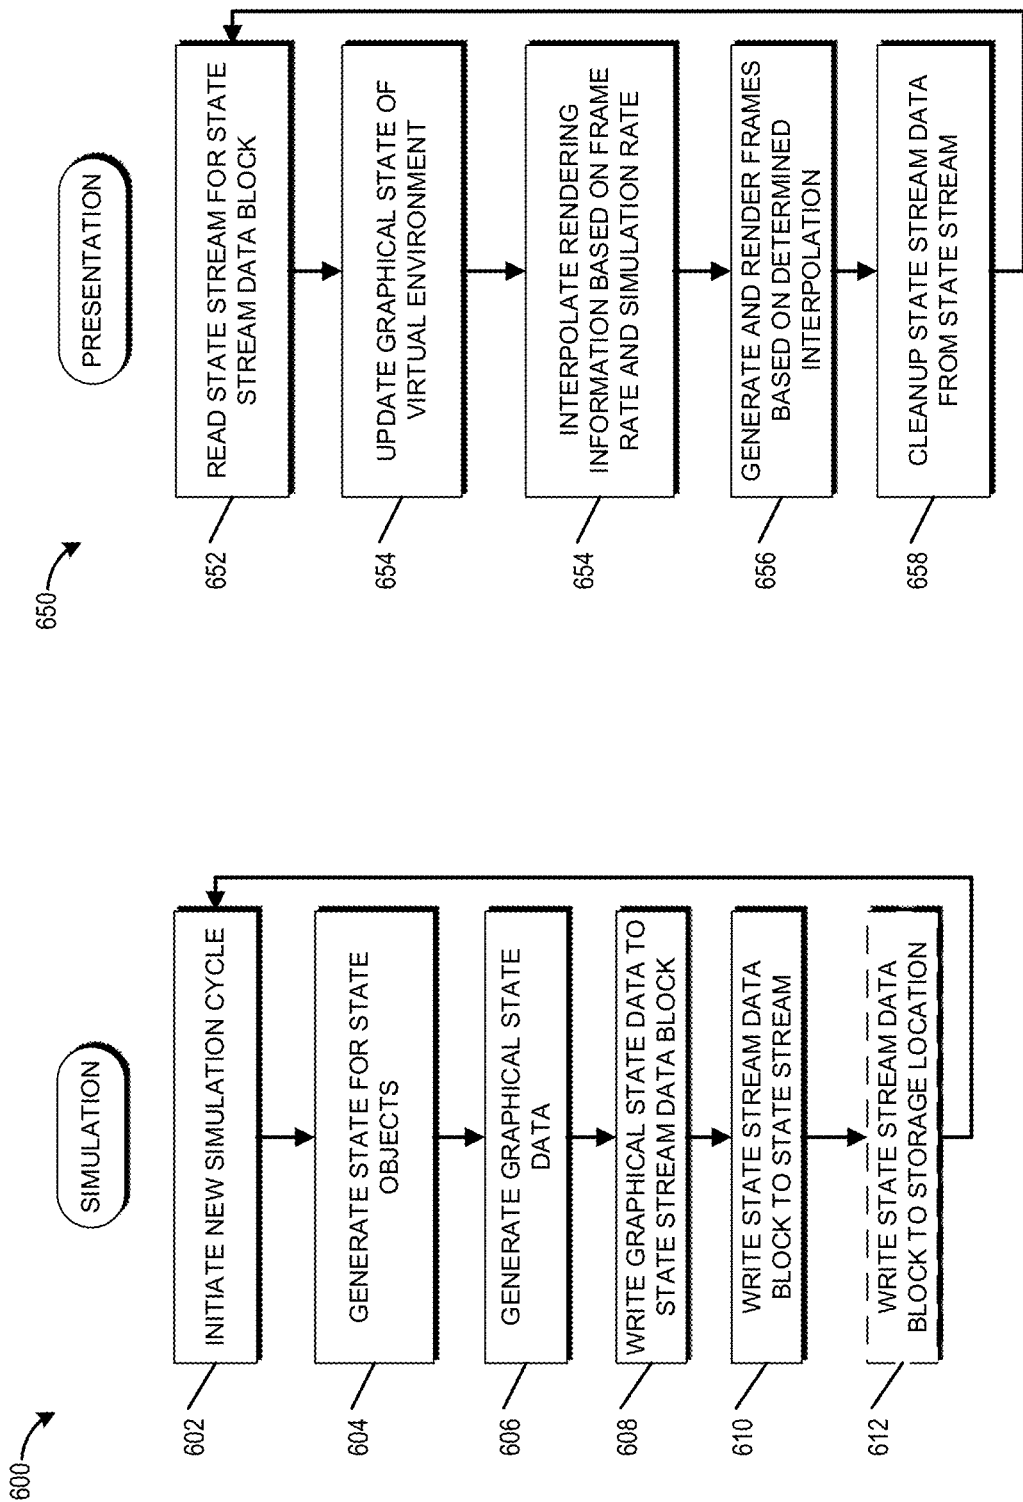 600
SIMULATION
602
INITIATE NEW SIMULATION CYCLE
604
GENERATE STATE FOR STATE
OBJECTS
606
GENERATE GRAPHICAL STATE
DATA
608
WRITE GRAPHICAL STATE DATA TO
STATE STREAM DATA BLOCK
610
WRITE STATE STREAM DATA
BLOCK TO STATE STREAM
612
WRITE STATE STREAM DATA
BLOCK TO STORAGE LOCATION
650
PRESENTATION
652
READ STATE STREAM FOR STATE
STREAM DATA BLOCK
654
UPDATE GRAPHICAL STATE OF
VIRTUAL ENVIRONMENT
654
INTERPOLATE RENDERING
INFORMATION BASED ON FRAME
RATE AND SIMULATION RATE
656
GENERATE AND RENDER FRAMES
BASED ON DETERMINED
INTERPOLATION
658
CLEANUP STATE STREAM DATA
FROM STATE STREAM